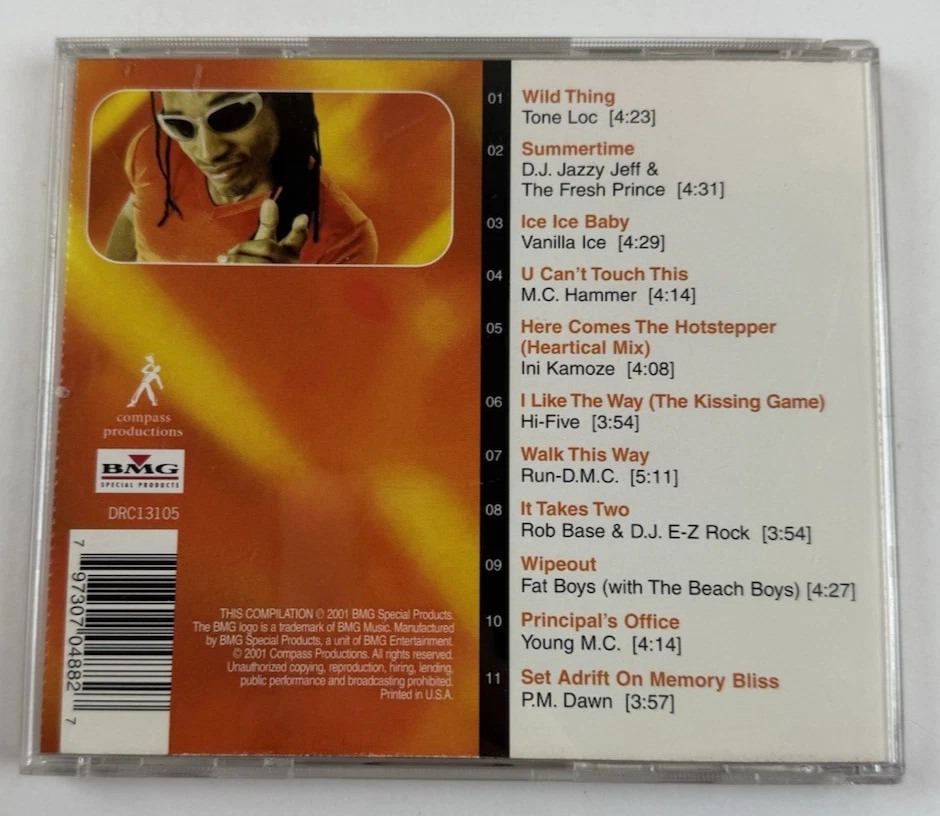 01 Wild Thing
Tone Loc [4:23]
02 Summertime
D.J. Jazzy Jeff &
The Fresh Prince [4:31]
03 Ice Ice Baby
Vanilla Ice [4:29]
04 U Can't Touch This
M.C. Hammer [4:14]
05 Here Comes The Hotstepper
(Heartical Mix)
Ini Kamoze [4:08]
06 I Like The Way (The Kissing Game)
Hi-Five [3:54]
07 Walk This Way
Run-D.M.C. [5:11]
08 It Takes Two
Rob Base & D.J. E-Z Rock [3:54]
09 Wipeout
Fat Boys (with The Beach Boys) [4:27]
10 Principal's Office
Young M.C. [4:14]
11 Set Adrift On Memory Bliss
P.M. Dawn [3:57]
compass
productions
BMG
SPECIAL PRODUCTS
DRC13105
7 97307 04882 7
THIS COMPILATION ℗ 2001 BMG Special Products.
The BMG logo is a trademark of BMG Music. Manufactured
by BMG Special Products, a unit of BMG Entertainment.
© 2001 Compass Productions. All rights reserved.
Unauthorized copying, reproduction, hiring, lending,
public performance and broadcasting prohibited.
Printed in U.S.A.